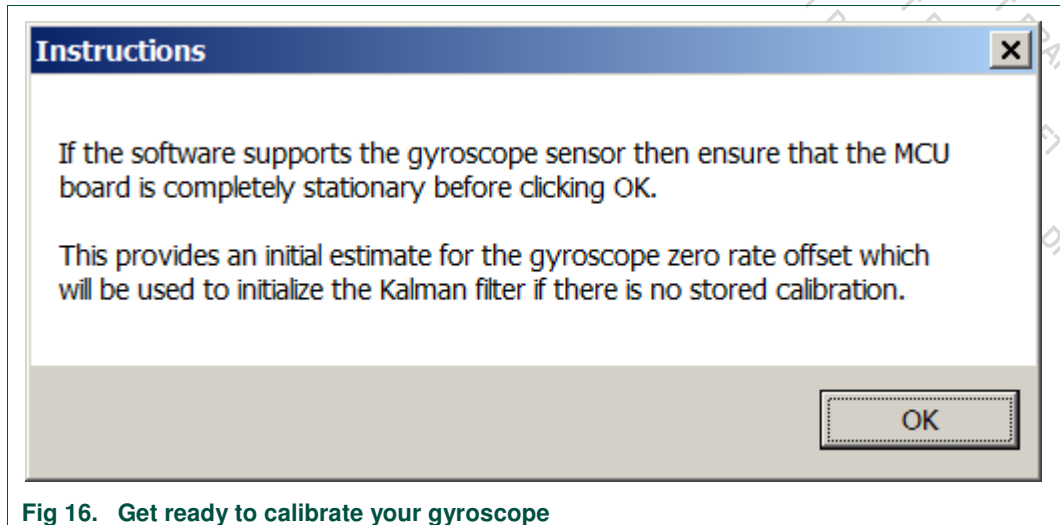 Instructions
If the software supports the gyroscope sensor then ensure that the MCU
board is completely stationary before clicking OK.
This provides an initial estimate for the gyroscope zero rate offset which
will be used to initialize the Kalman filter if there is no stored calibration.
OK
Fig 16. Get ready to calibrate your gyroscope